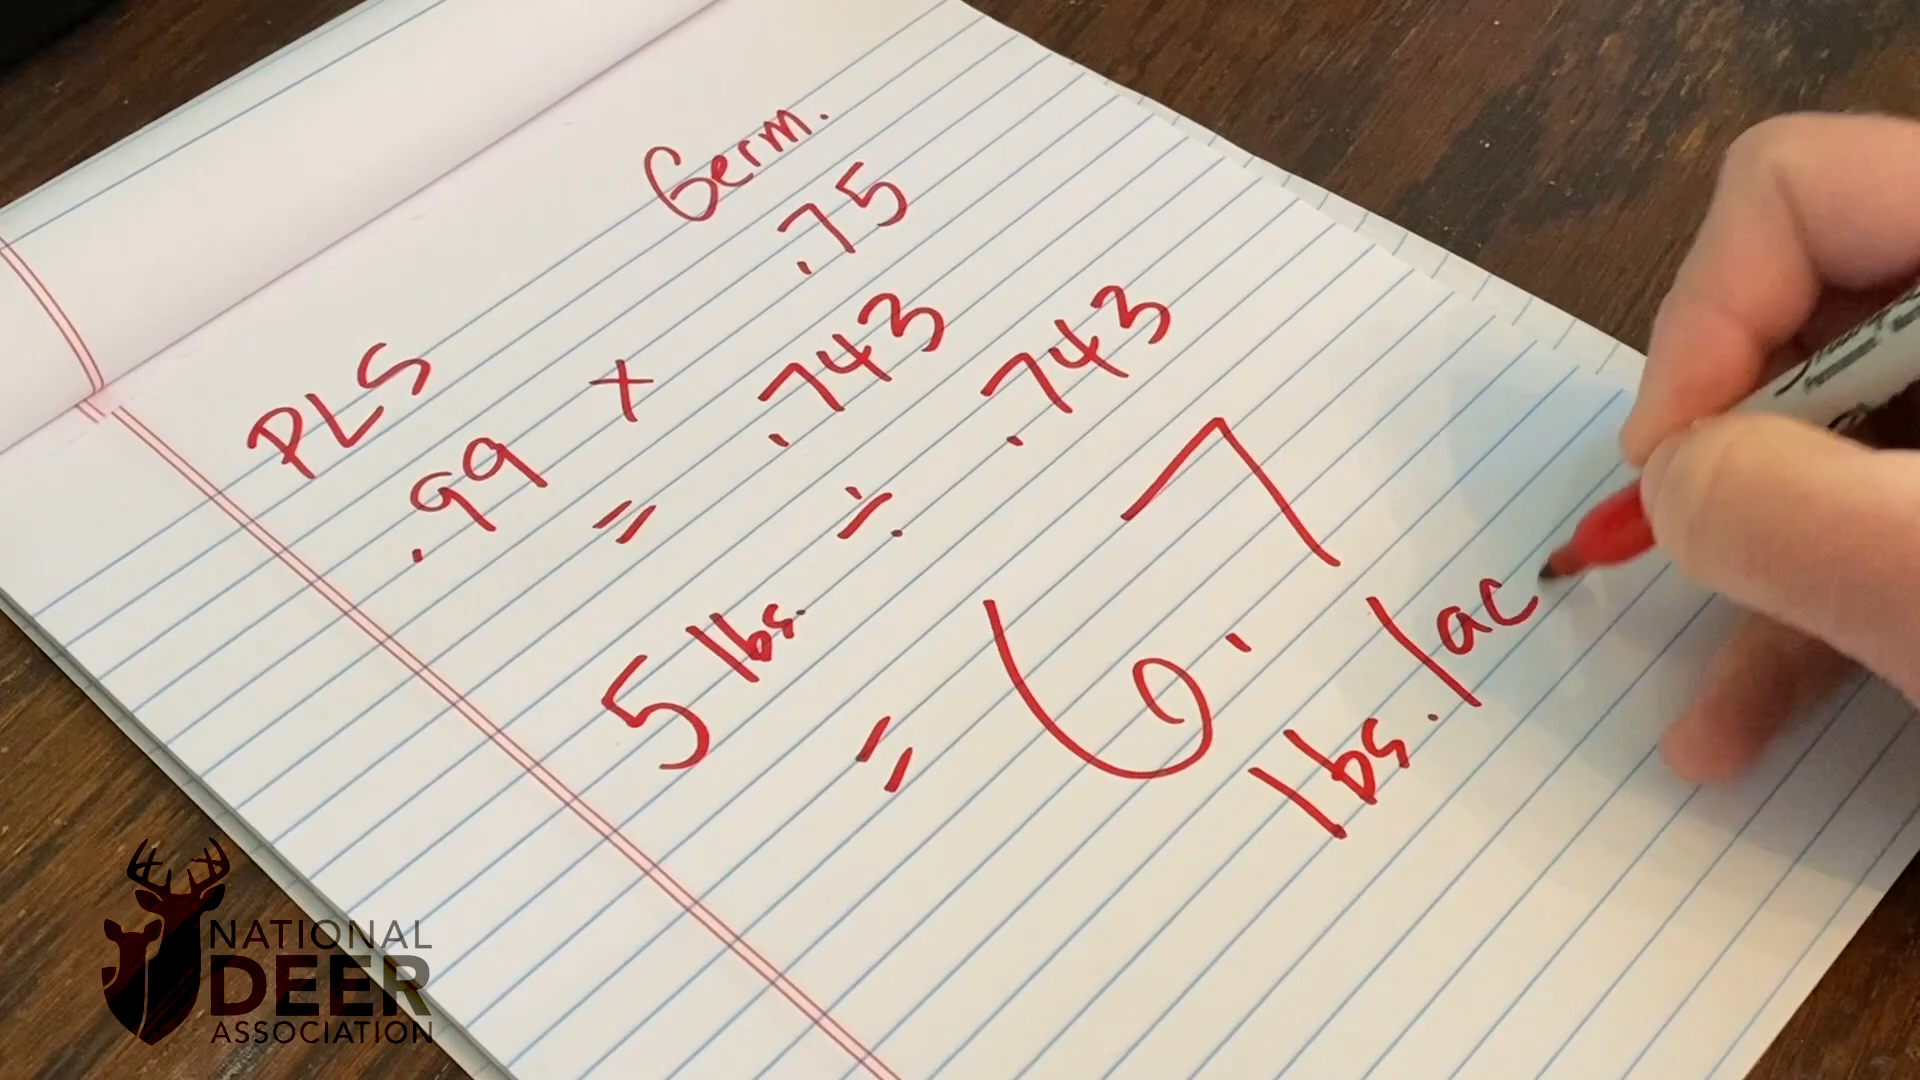 PLS Germ.
.99 x .75
= .743
5 lbs. ÷ .743
= 6.7
lbs./ac
NATIONAL
DEER
ASSOCIATION